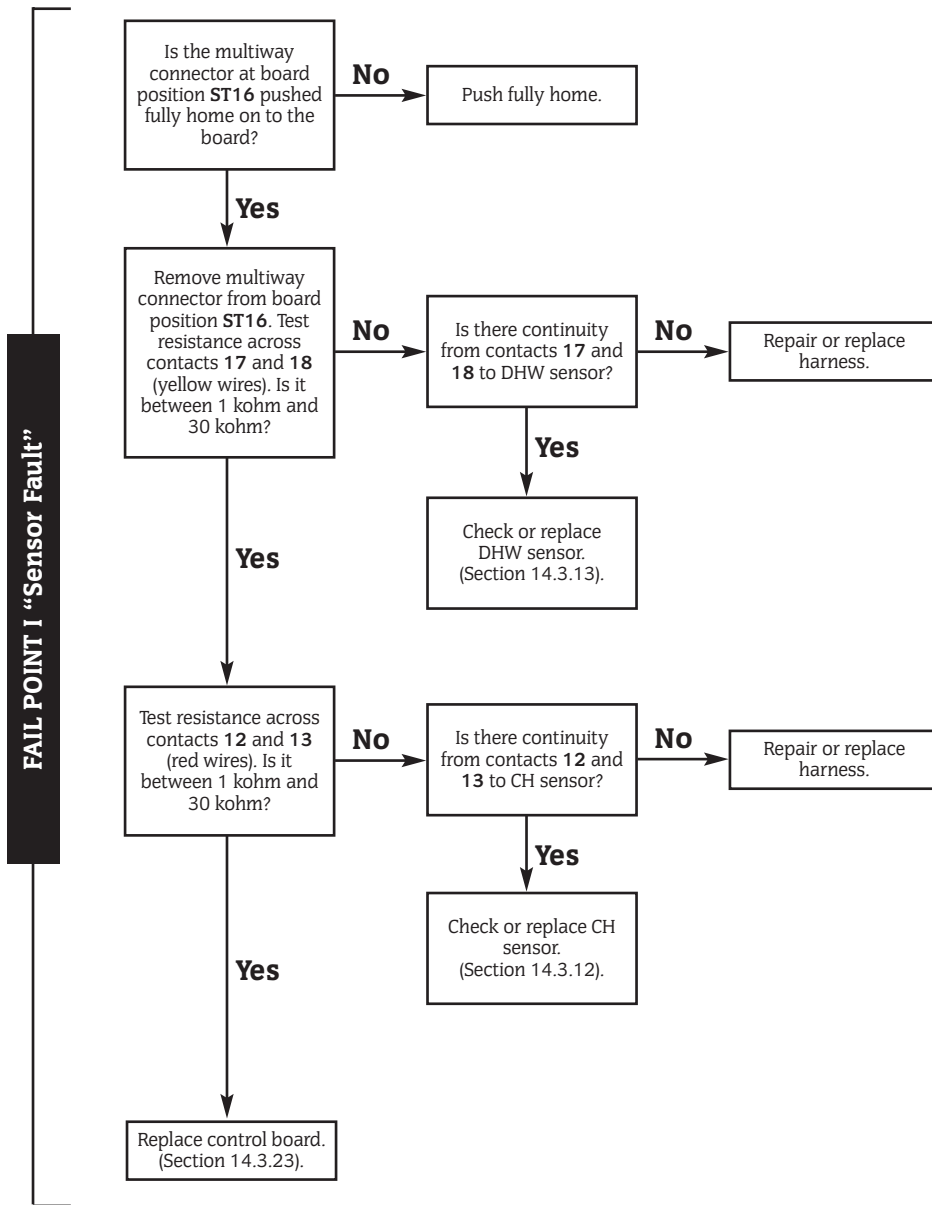 FAIL POINT I “Sensor Fault”
Is the multiway
connector at board
position ST16 pushed
fully home on to the
board?
No
Push fully home.
Yes
Remove multiway
connector from board
position ST16. Test
resistance across
contacts 17 and 18
(yellow wires). Is it
between 1 kohm and
30 kohm?
No
Is there continuity
from contacts 17 and
18 to DHW sensor?
No
Repair or replace
harness.
Yes
Check or replace
DHW sensor.
(Section 14.3.13).
Yes
Test resistance across
contacts 12 and 13
(red wires). Is it
between 1 kohm and
30 kohm?
No
Is there continuity
from contacts 12 and
13 to CH sensor?
No
Repair or replace
harness.
Yes
Check or replace CH
sensor.
(Section 14.3.12).
Yes
Replace control board.
(Section 14.3.23).